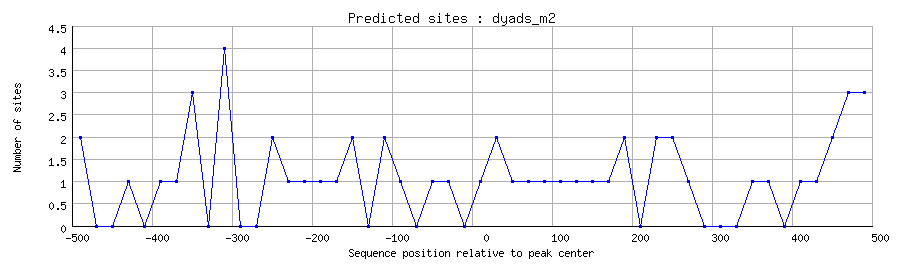 Predicted sites : dyads_m2
4.5
4
3.5
3
2.5
2
1.5
1
0.5
0
Number of sites
-500 -400 -300 -200 -100 0 100 200 300 400 500
Sequence position relative to peak center